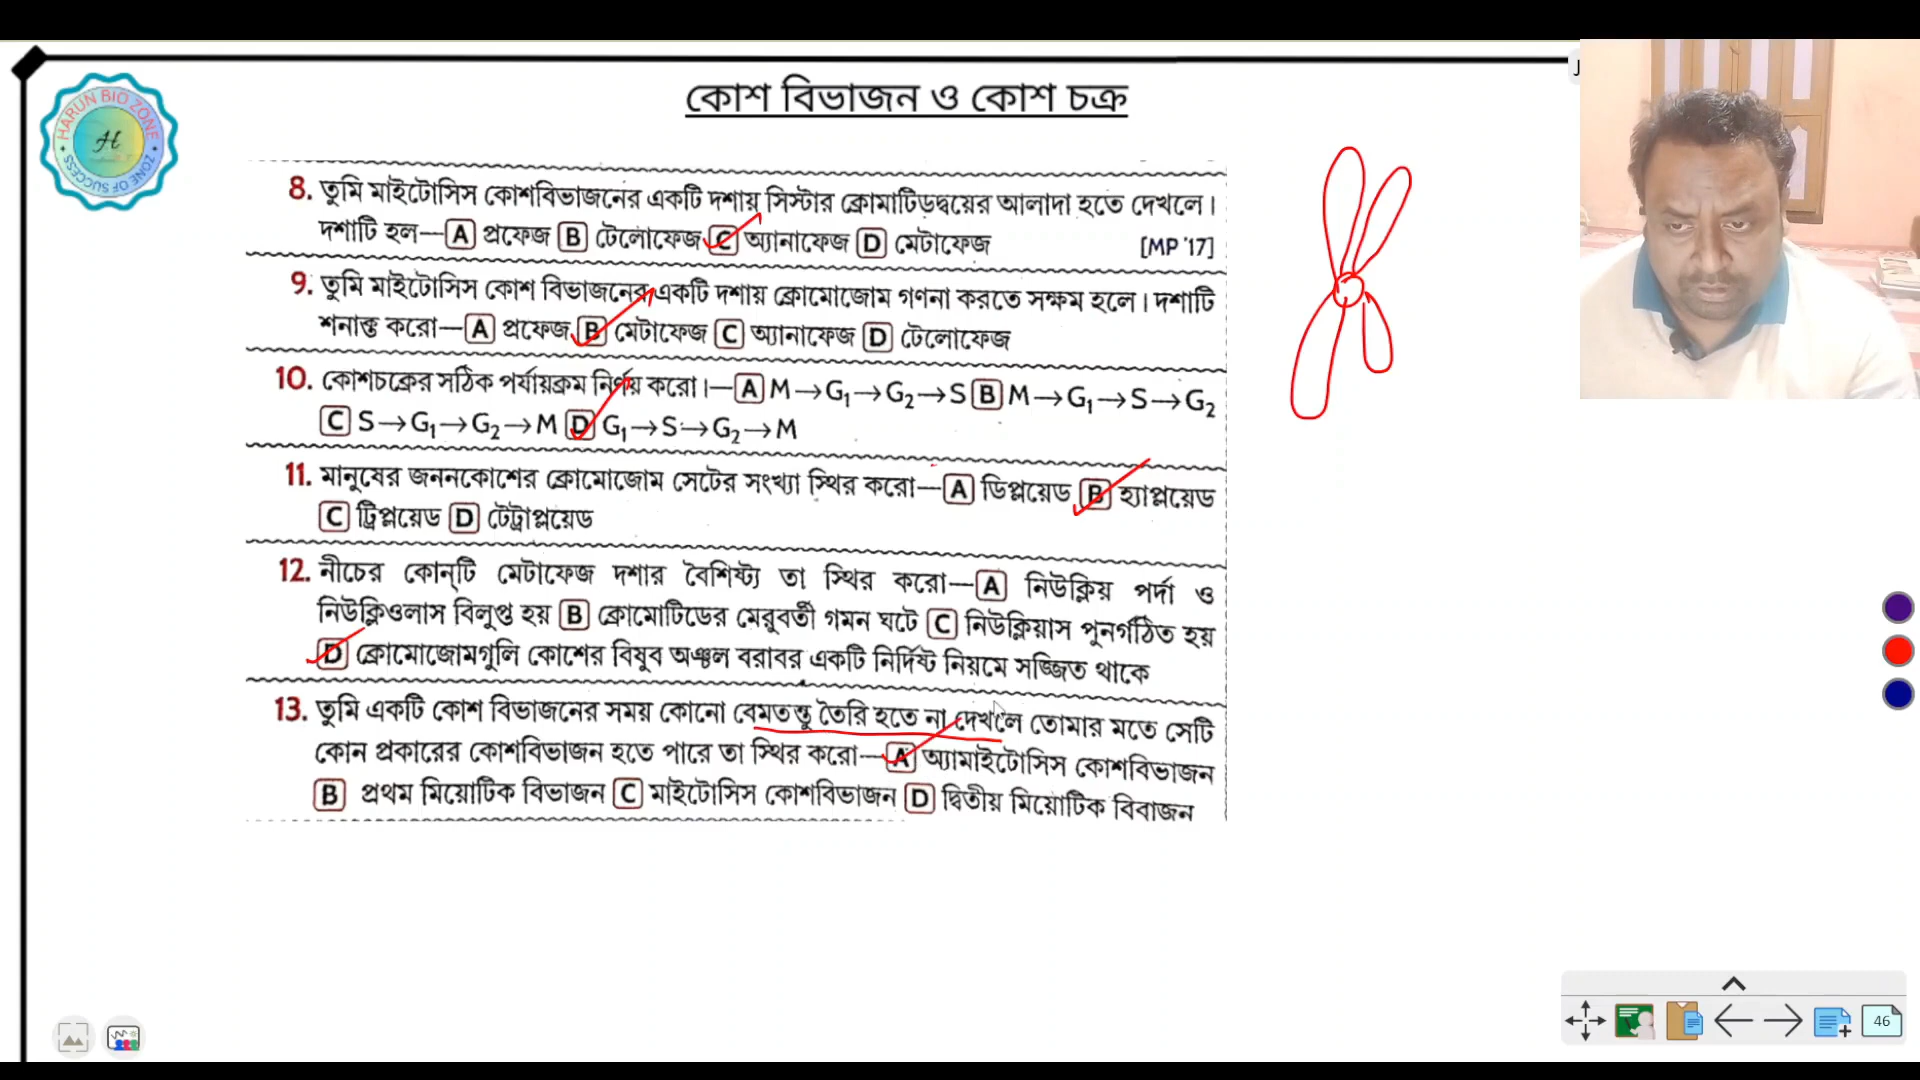 কোশ বিভাজন ও কোশ চক্র
HARUN BIO ZONE
H
ZONE OF SUCCESS
8. তুমি মাইটোসিস কোশবিভাজনের একটি দশায় সিস্টার ক্রোমাটিডদ্বয়ের আলাদা হতে দেখলে।
দশাটি হল—A প্রফেজ B টেলোফেজ C অ্যানাফেজ D মেটাফেজ [MP '17]
9. তুমি মাইটোসিস কোশ বিভাজনের একটি দশায় ক্রোমোজোম গণনা করতে সক্ষম হলে। দশাটি
শনাক্ত করো—A প্রফেজ B মেটাফেজ C অ্যানাফেজ D টেলোফেজ
10. কোশচক্রের সঠিক পর্যায়ক্রম নির্ণয় করো।—A M→G₁→G₂→S B M→G₁→S→G₂
C S→G₁→G₂→M D G₁→S→G₂→M
11. মানুষের জননকোশের ক্রোমোজোম সেটের সংখ্যা স্থির করো—A ডিপ্লয়েড B হ্যাপ্লয়েড
C ট্রিপ্লয়েড D টেট্রাপ্লয়েড
12. নীচের কোন্‌টি মেটাফেজ দশার বৈশিষ্ট্য তা স্থির করো—A নিউক্লিয় পর্দা ও
নিউক্লিওলাস বিলুপ্ত হয় B ক্রোমোটিডের মেরুবর্তী গমন ঘটে C নিউক্লিয়াস পুনর্গঠিত হয়
D ক্রোমোজোমগুলি কোশের বিষুব অঞ্চল বরাবর একটি নির্দিষ্ট নিয়মে সজ্জিত থাকে
13. তুমি একটি কোশ বিভাজনের সময় কোনো বেমতন্তু তৈরি হতে না দেখলে তোমার মতে সেটি
কোন প্রকারের কোশবিভাজন হতে পারে তা স্থির করো—A অ্যামাইটোসিস কোশবিভাজন
B প্রথম মিয়োটিক বিভাজন C মাইটোসিস কোশবিভাজন D দ্বিতীয় মিয়োটিক বিবাজন
46